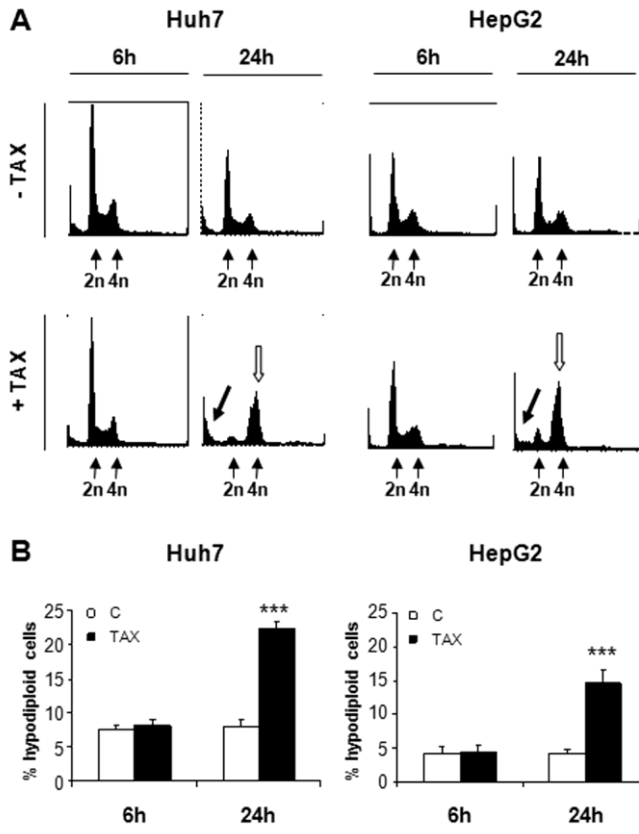 A
Huh7 HepG2
6h 24h 6h 24h
- TAX
2n 4n 2n 4n 2n 4n 2n 4n
+ TAX
2n 4n 2n 4n 2n 4n 2n 4n
B
Huh7 HepG2
% hypodiploid cells
25
20
15
10
5
0
C
TAX
***
6h 24h
% hypodiploid cells
25
20
15
10
5
0
C
TAX
***
6h 24h